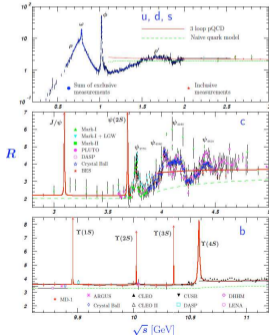 u, d, s
ρ
ω
φ
3 loop pQCD
Naive quark model
Sum of exclusive
measurements
Inclusive
measurements
J/ψ
ψ(2S)
c
Mark-I
Mark-I + LGW
Mark-II
PLUTO
DASP
Crystal Ball
BES
R
b
Υ(1S)
Υ(2S)
Υ(3S)
Υ(4S)
MD-1
ARGUS
CLEO
CUSB
DHHM
Crystal Ball
CLEO II
DASP
LENA
√s [GeV]